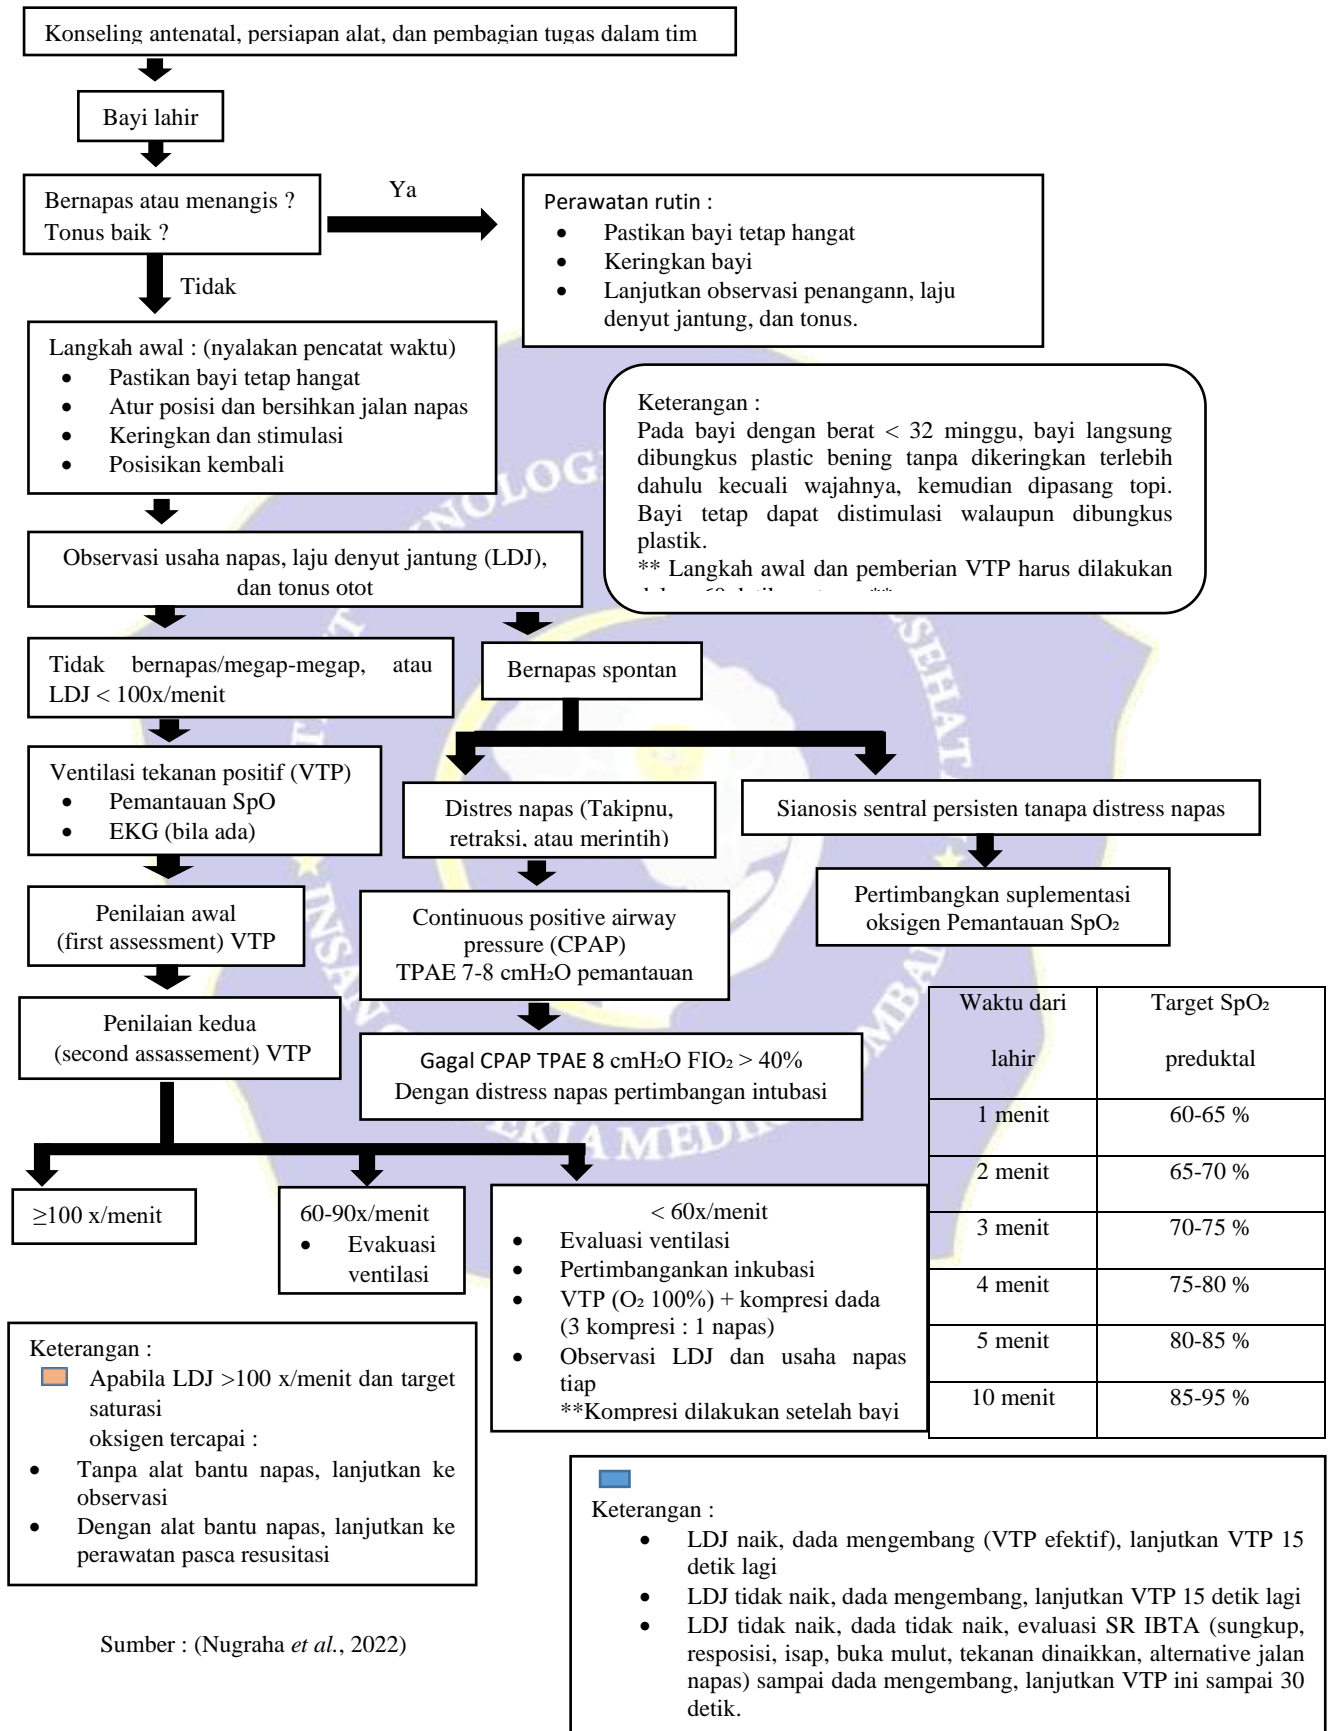 Konseling antenatal, persiapan alat, dan pembagian tugas dalam tim
Bayi lahir
Bernapas atau menangis ?
Tonus baik ?
Ya
Perawatan rutin :
• Pastikan bayi tetap hangat
• Keringkan bayi
• Lanjutkan observasi penangann, laju
denyut jantung, dan tonus.
Tidak
Langkah awal : (nyalakan pencatat waktu)
• Pastikan bayi tetap hangat
• Atur posisi dan bersihkan jalan napas
• Keringkan dan stimulasi
• Posisikan kembali
Keterangan :
Pada bayi dengan berat < 32 minggu, bayi langsung
dibungkus plastic bening tanpa dikeringkan terlebih
dahulu kecuali wajahnya, kemudian dipasang topi.
Bayi tetap dapat distimulasi walaupun dibungkus
plastik.
** Langkah awal dan pemberian VTP harus dilakukan
Observasi usaha napas, laju denyut jantung (LDJ),
dan tonus otot
Tidak bernapas/megap-megap, atau
LDJ < 100x/menit
Bernapas spontan
Ventilasi tekanan positif (VTP)
• Pemantauan SpO
• EKG (bila ada)
Distres napas (Takipnu,
retraksi, atau merintih)
Sianosis sentral persisten tanapa distress napas
Penilaian awal
(first assessment) VTP
Continuous positive airway
pressure (CPAP)
TPAE 7-8 cmH₂O pemantauan
Pertimbangkan suplementasi
oksigen Pemantauan SpO₂
Penilaian kedua
(second assassement) VTP
Gagal CPAP TPAE 8 cmH₂O FIO₂ > 40%
Dengan distress napas pertimbangan intubasi
Waktu dari lahir Target SpO₂ preduktal
1 menit 60-65 %
2 menit 65-70 %
3 menit 70-75 %
4 menit 75-80 %
5 menit 80-85 %
10 menit 85-95 %
≥100 x/menit
60-90x/menit
• Evakuasi
ventilasi
< 60x/menit
• Evaluasi ventilasi
• Pertimbangankan inkubasi
• VTP (O₂ 100%) + kompresi dada
(3 kompresi : 1 napas)
• Observasi LDJ dan usaha napas
tiap
**Kompresi dilakukan setelah bayi
Keterangan :
Apabila LDJ >100 x/menit dan target
saturasi
oksigen tercapai :
• Tanpa alat bantu napas, lanjutkan ke
observasi
• Dengan alat bantu napas, lanjutkan ke
perawatan pasca resusitasi
Keterangan :
• LDJ naik, dada mengembang (VTP efektif), lanjutkan VTP 15
detik lagi
• LDJ tidak naik, dada mengembang, lanjutkan VTP 15 detik lagi
• LDJ tidak naik, dada tidak naik, evaluasi SR IBTA (sungkup,
resposisi, isap, buka mulut, tekanan dinaikkan, alternative jalan
napas) sampai dada mengembang, lanjutkan VTP ini sampai 30
detik.
Sumber : (Nugraha et al., 2022)